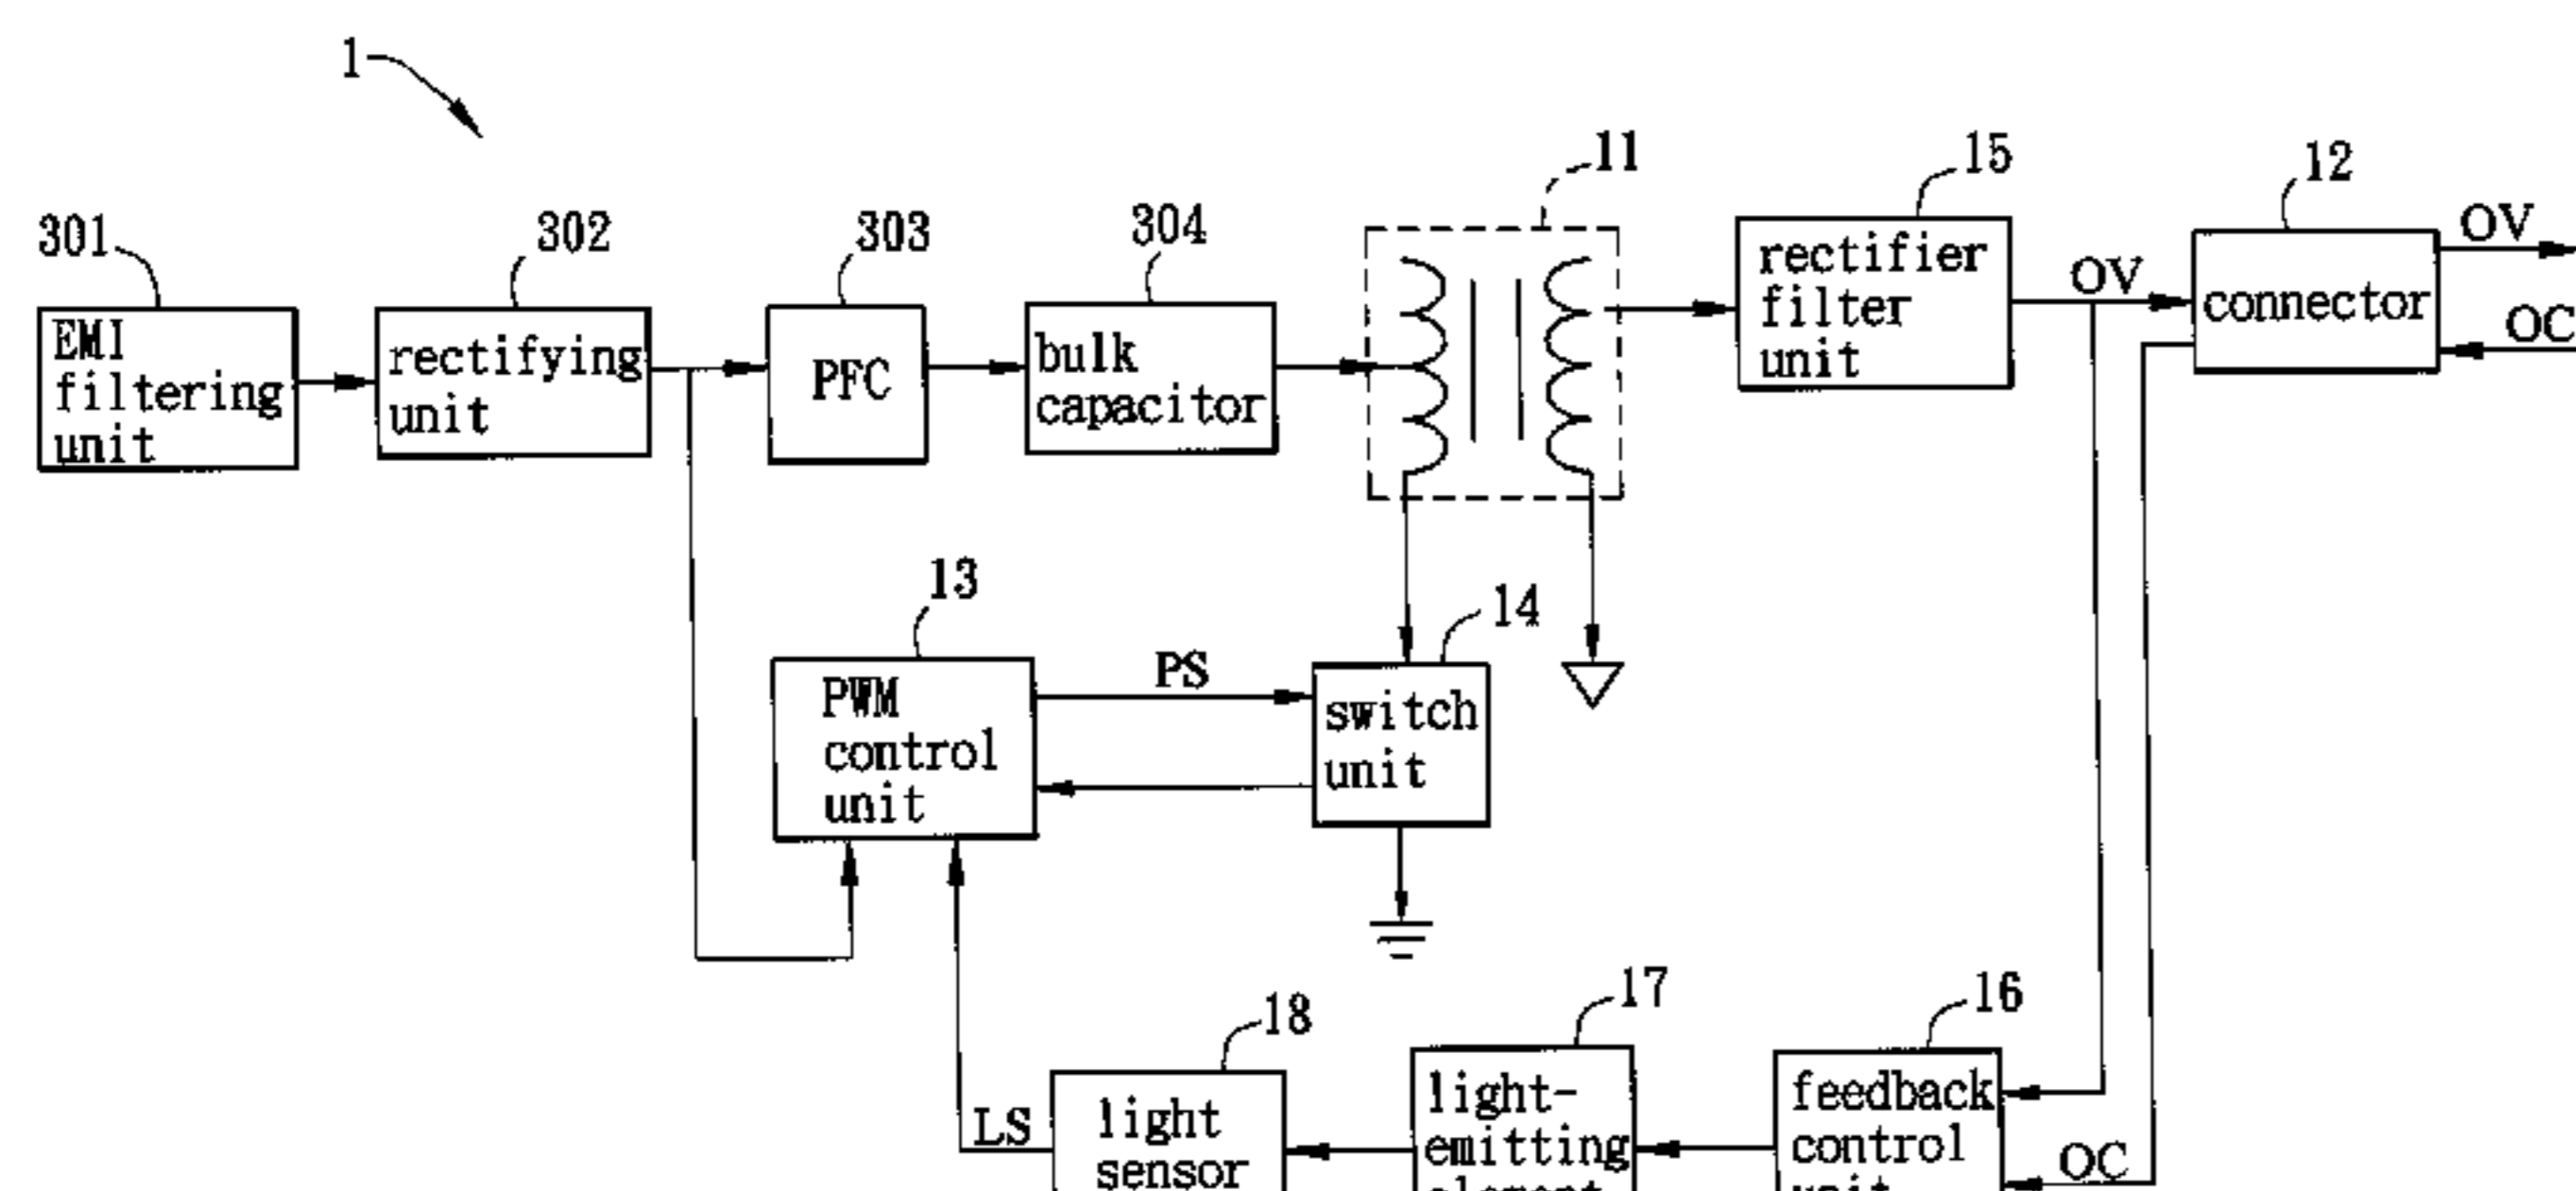 1
11
15
12
301
302
303
304
OV
OV
OC
EMI
filtering
unit
rectifying
unit
PFC
bulk
capacitor
rectifier
filter
unit
connector
13
14
PS
PWM
control
unit
switch
unit
18
17
16
LS
light
sensor
light-
emitting
element
feedback
control
unit
OC